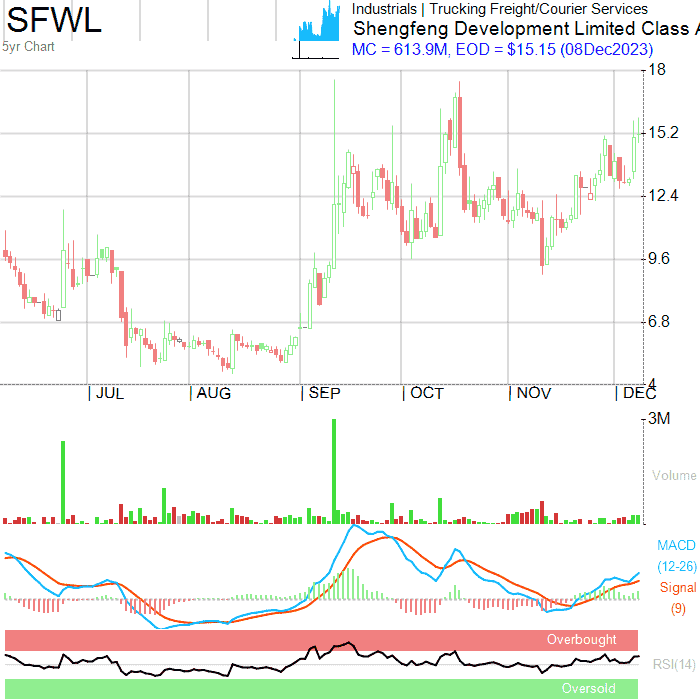 SFWL
5yr Chart
Industrials | Trucking Freight/Courier Services
Shengfeng Development Limited Class A
MC = 613.9M, EOD = $15.15 (08Dec2023)
18
15.2
12.4
9.6
6.8
4
JUL AUG SEP OCT NOV DEC
3M
Volume
MACD
(12-26)
Signal
(9)
Overbought
RSI(14)
Oversold